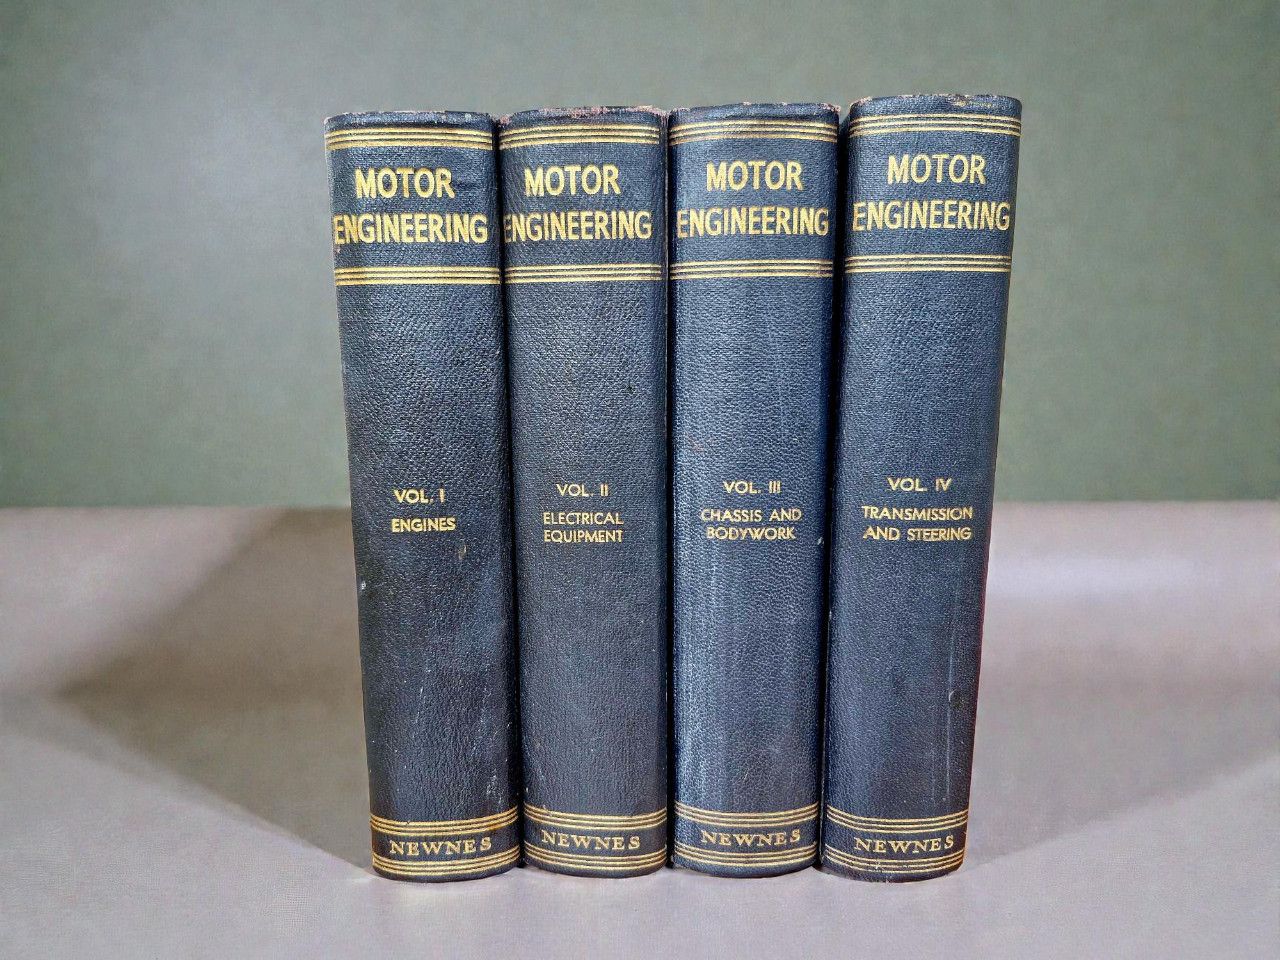 MOTOR
ENGINEERING
VOL. I
ENGINES
NEWNES
MOTOR
ENGINEERING
VOL. II
ELECTRICAL
EQUIPMENT
NEWNES
MOTOR
ENGINEERING
VOL. III
CHASSIS AND
BODYWORK
NEWNES
MOTOR
ENGINEERING
VOL. IV
TRANSMISSION
AND STEERING
NEWNES